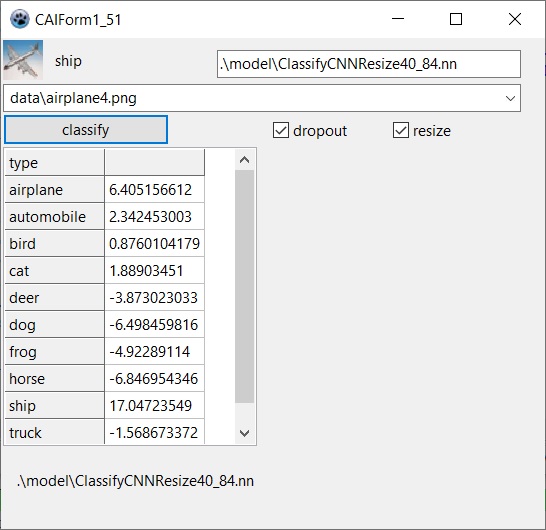 CAIForm1_51
ship
.\model\ClassifyCNNResize40_84.nn
data\airplane4.png
classify
dropout
resize
type
airplane 6.405156612
automobile 2.342453003
bird 0.8760104179
cat 1.88903451
deer -3.873023033
dog -6.498459816
frog -4.92289114
horse -6.846954346
ship 17.04723549
truck -1.568673372
.\model\ClassifyCNNResize40_84.nn